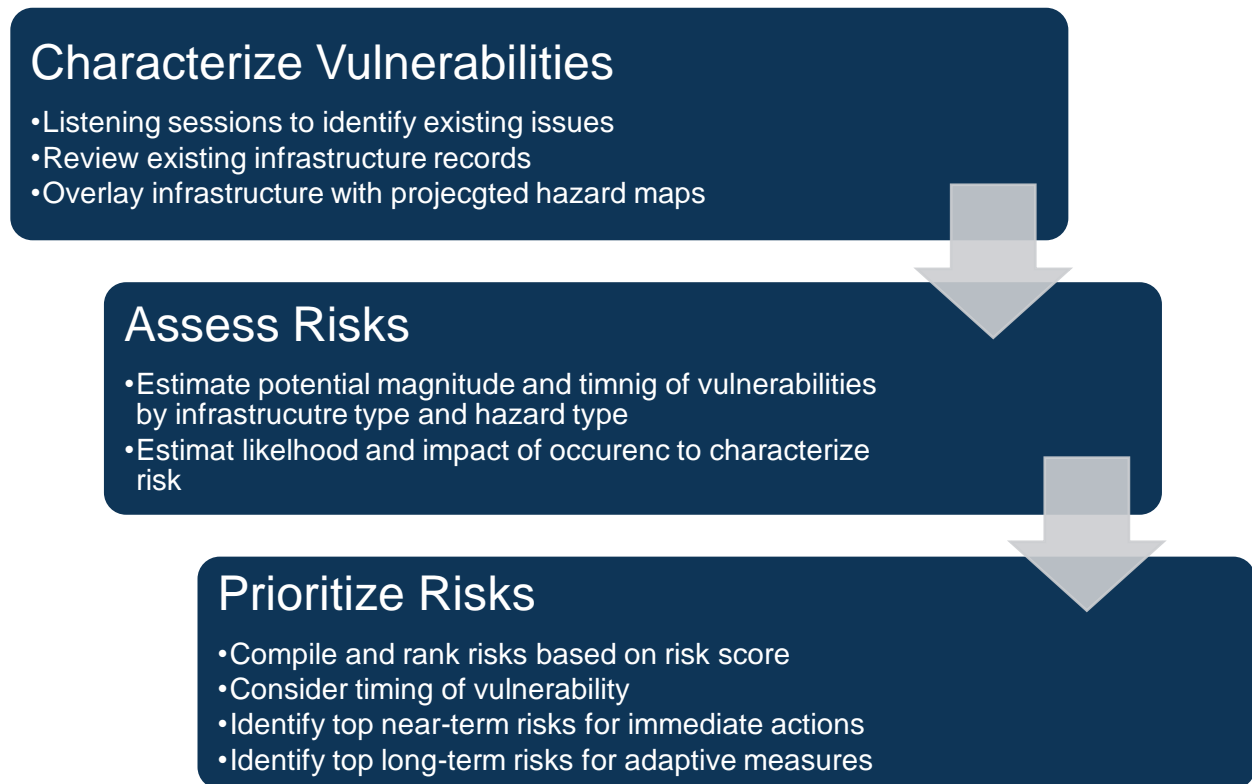 Characterize Vulnerabilities
•Listening sessions to identify existing issues
•Review existing infrastructure records
•Overlay infrastructure with projecgted hazard maps
Assess Risks
•Estimate potential magnitude and timnig of vulnerabilities
by infrastrucutre type and hazard type
•Estimat likelhood and impact of occurenc to characterize
risk
Prioritize Risks
•Compile and rank risks based on risk score
•Consider timing of vulnerability
•Identify top near-term risks for immediate actions
•Identify top long-term risks for adaptive measures